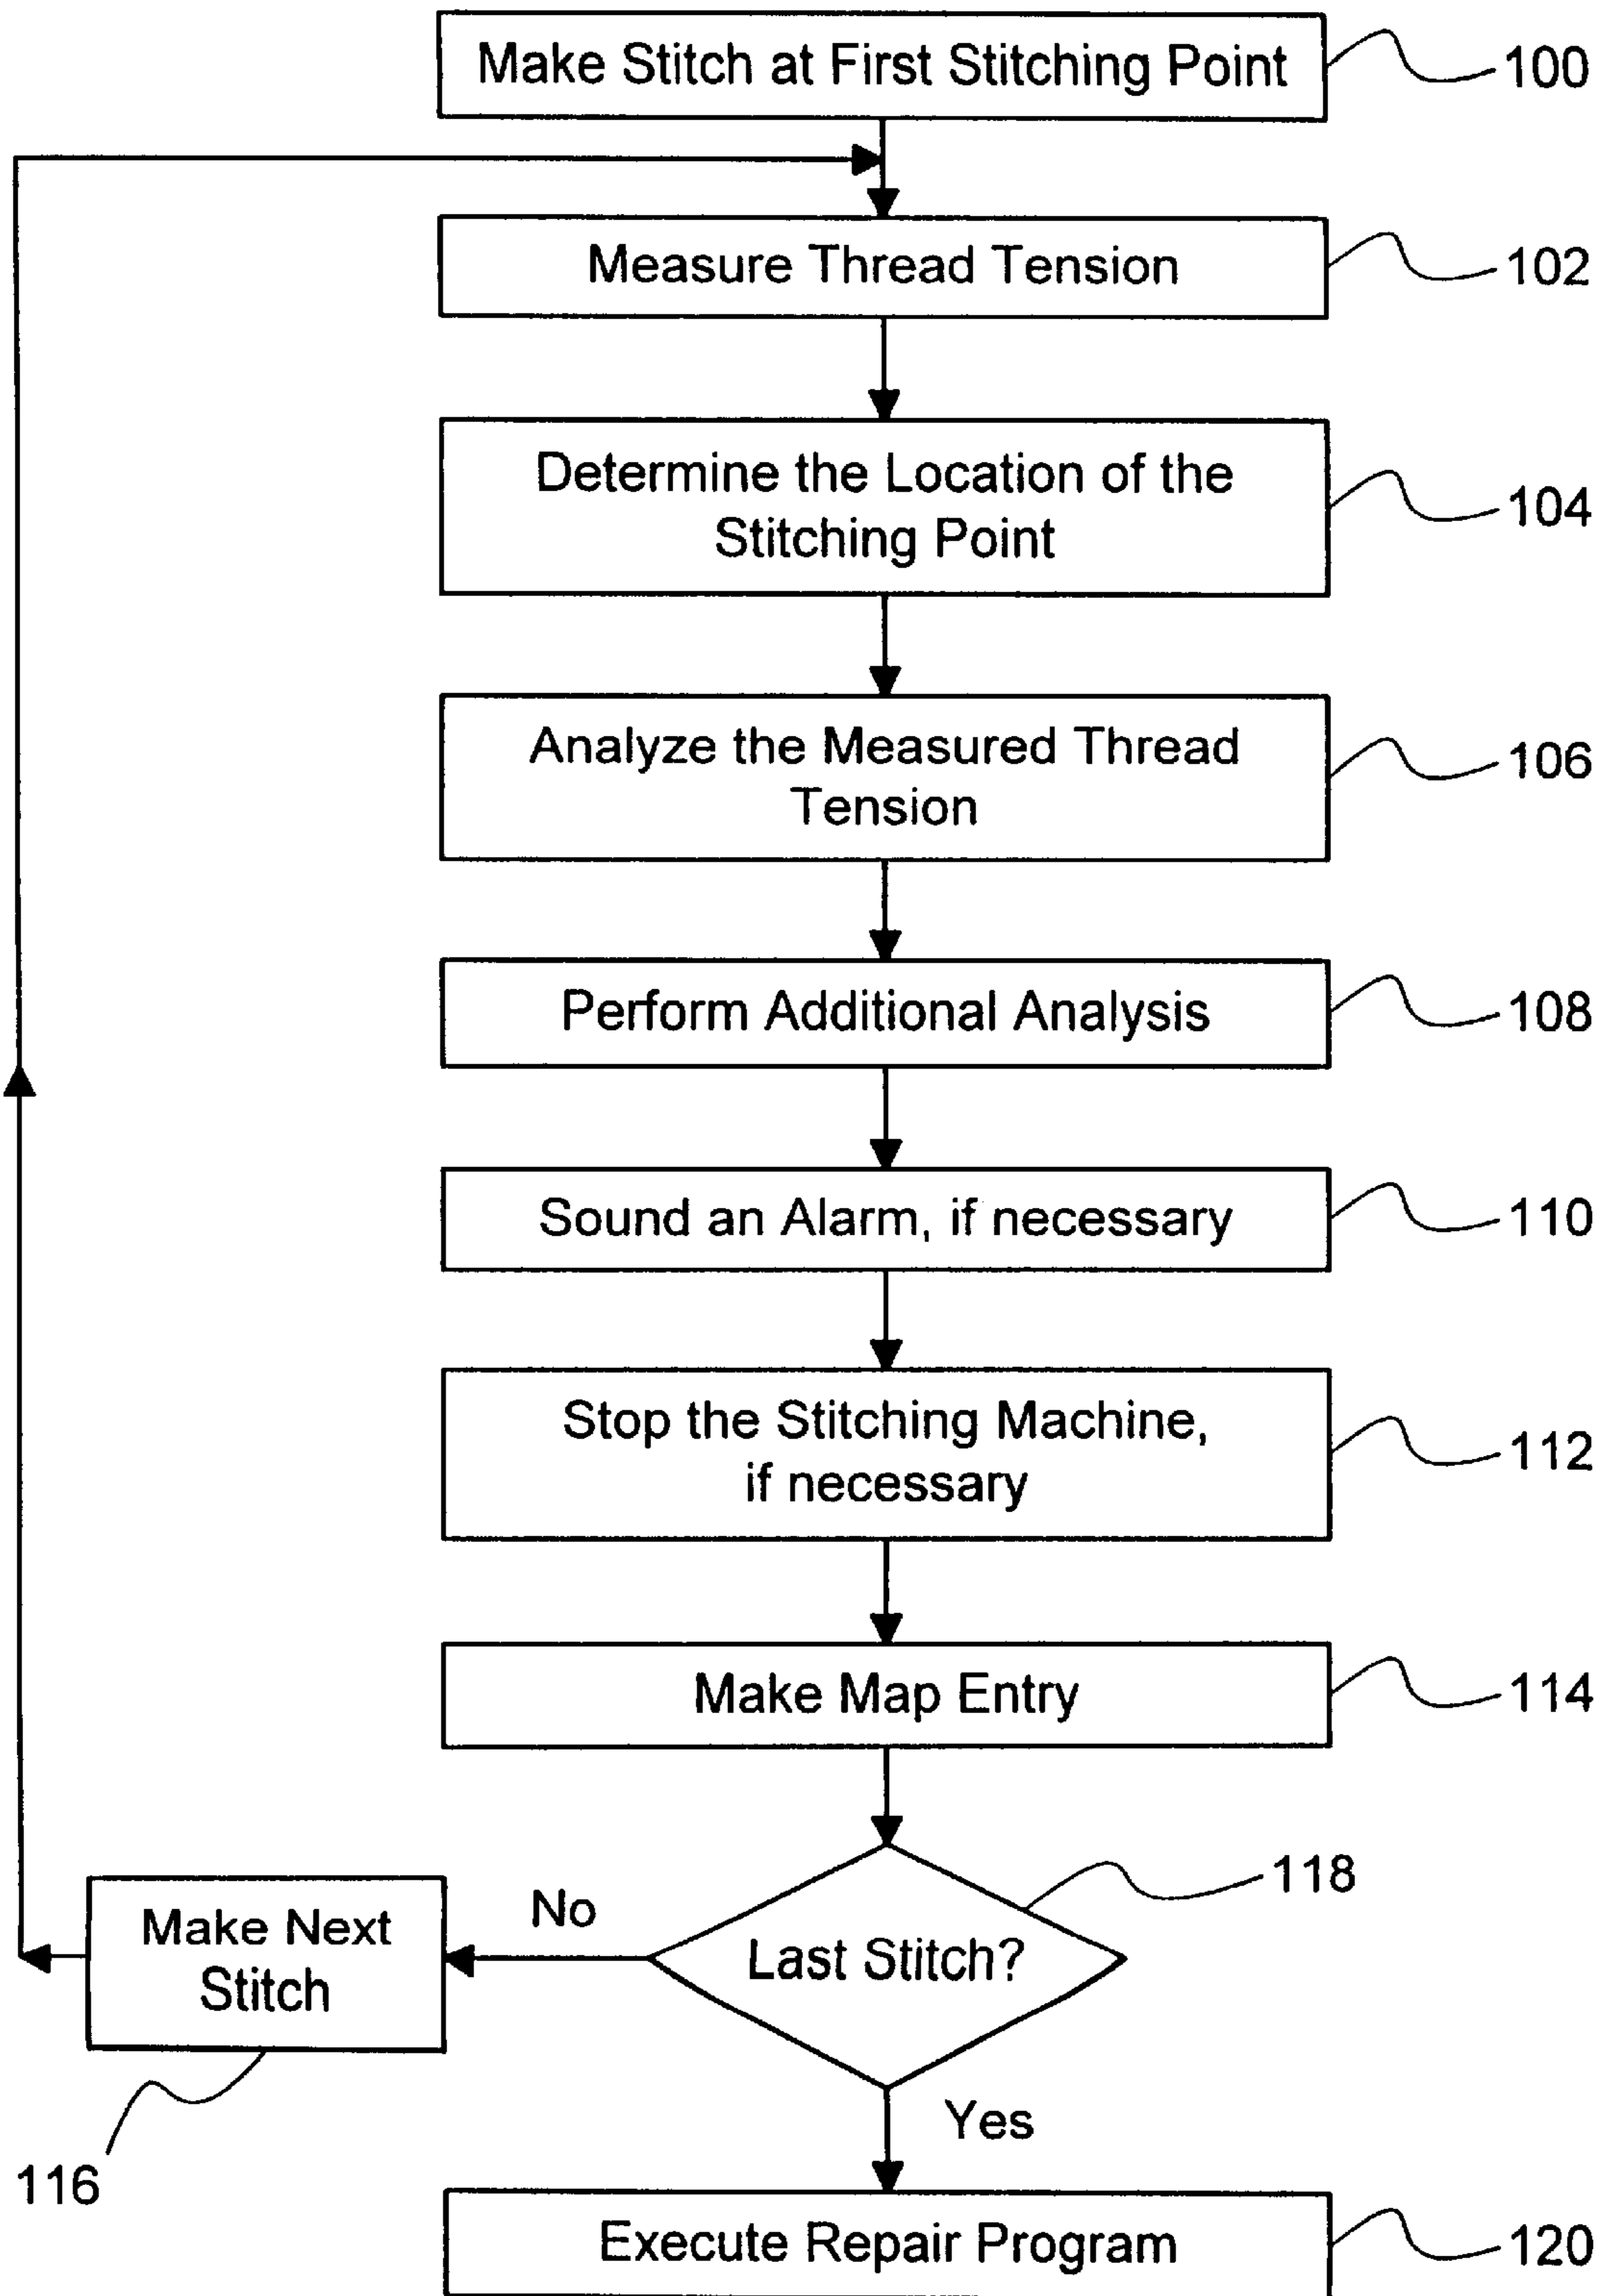 Make Stitch at First Stitching Point
100
Measure Thread Tension
102
Determine the Location of the
Stitching Point
104
Analyze the Measured Thread
Tension
106
Perform Additional Analysis
108
Sound an Alarm, if necessary
110
Stop the Stitching Machine,
if necessary
112
Make Map Entry
114
118
Last Stitch?
No
Make Next
Stitch
116
Yes
Execute Repair Program
120